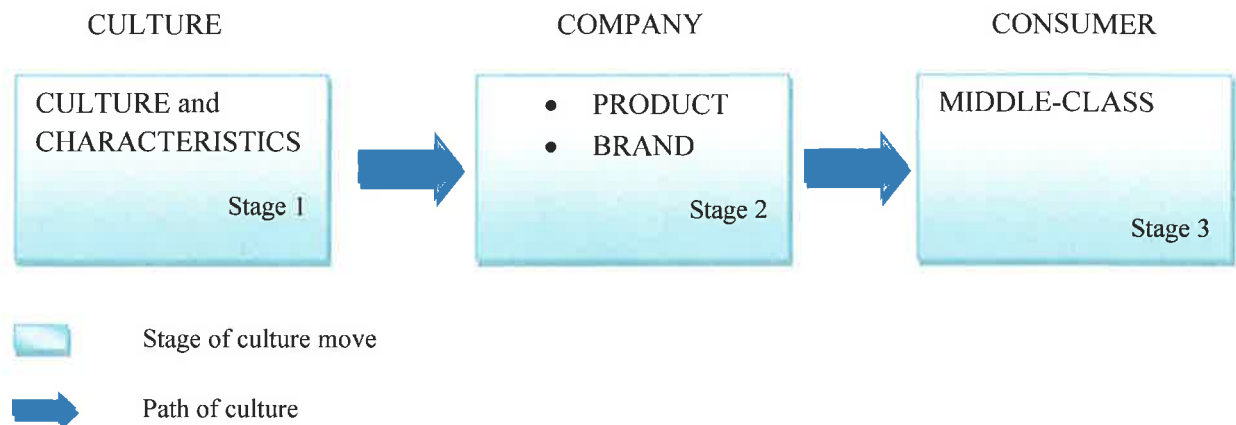 CULTURE
COMPANY
CONSUMER
CULTURE and
CHARACTERISTICS
Stage 1
• PRODUCT
• BRAND
Stage 2
MIDDLE-CLASS
Stage 3
Stage of culture move
Path of culture